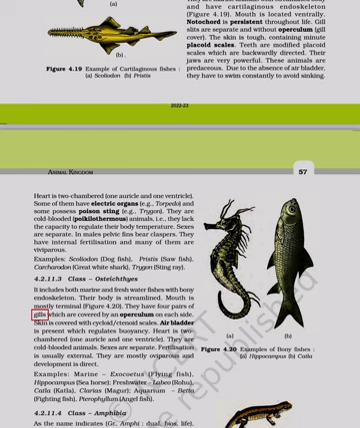 (a)
and have cartilaginous endoskeleton
(Figure 4.19). Mouth is located ventrally.
Notochord is persistent throughout life. Gill
slits are separate and without operculum (gill
cover). The skin is tough, containing minute
placoid scales. Teeth are modified placoid
scales which are backwardly directed. Their
jaws are very powerful. These animals are
predaceous. Due to the absence of air bladder,
they have to swim constantly to avoid sinking.
(b)
Figure 4.19 Example of Cartilaginous fishes :
(a) Scoliodon (b) Pristis
2022-23
ANIMAL KINGDOM
57
Heart is two-chambered (one auricle and one ventricle).
Some of them have electric organs (e.g., Torpedo) and
some possess poison sting (e.g., Trygon). They are
cold-blooded (poikilothermous) animals, i.e., they lack
the capacity to regulate their body temperature. Sexes
are separate. In males pelvic fins bear claspers. They
have internal fertilisation and many of them are
viviparous.
Examples: Scoliodon (Dog fish), Pristis (Saw fish),
Carcharodon (Great white shark), Trygon (Sting ray).
4.2.11.3 Class – Osteichthyes
It includes both marine and fresh water fishes with bony
endoskeleton. Their body is streamlined. Mouth is
mostly terminal (Figure 4.20). They have four pairs of
gills which are covered by an operculum on each side.
Skin is covered with cycloid/ctenoid scales. Air bladder
is present which regulates buoyancy. Heart is two-
chambered (one auricle and one ventricle). They are
cold-blooded animals. Sexes are separate. Fertilisation
is usually external. They are mostly oviparous and
development is direct.
Examples: Marine – Exocoetus (Flying fish),
Hippocampus (Sea horse); Freshwater – Labeo (Rohu),
Catla (Katla), Clarias (Magur); Aquarium – Betta
(Fighting fish), Pterophyllum (Angel fish).
(a)
(b)
Figure 4.20 Examples of Bony fishes :
(a) Hippocampus (b) Catla
4.2.11.4 Class – Amphibia
As the name indicates (Gr., Amphi : dual, bios, life),
republished